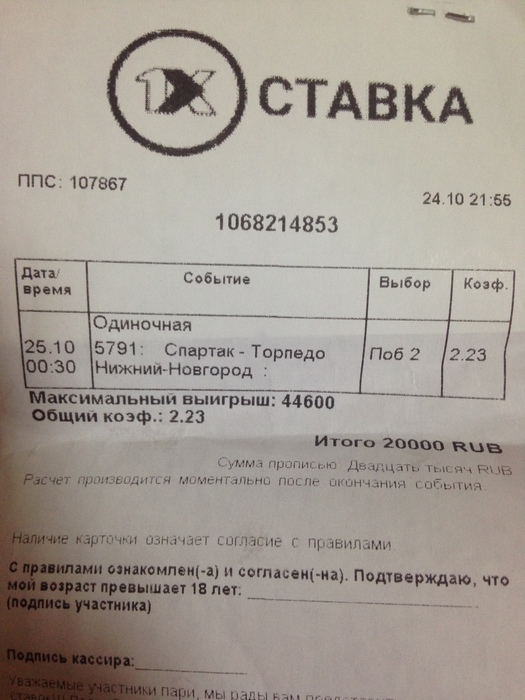 1X СТАВКА
ППС: 107867
24.10 21:55
1068214853
Дата/
время
Событие
Выбор
Коэф.
Одиночная
25.10 5791: Спартак - Торпедо Поб 2 2.23
00:30 Нижний-Новгород :
Максимальный выигрыш: 44600
Общий коэф.: 2.23
Итого 20000 RUB
Сумма прописью Двадцать тысяч RUB
Расчет производится моментально после окончания события.
Наличие карточки означает согласие с правилами
С правилами ознакомлен(-а) и согласен(-на). Подтверждаю, что
мой возраст превышает 18 лет:
(подпись участника)
Подпись кассира:
Уважаемые участники пари, мы рады Вам